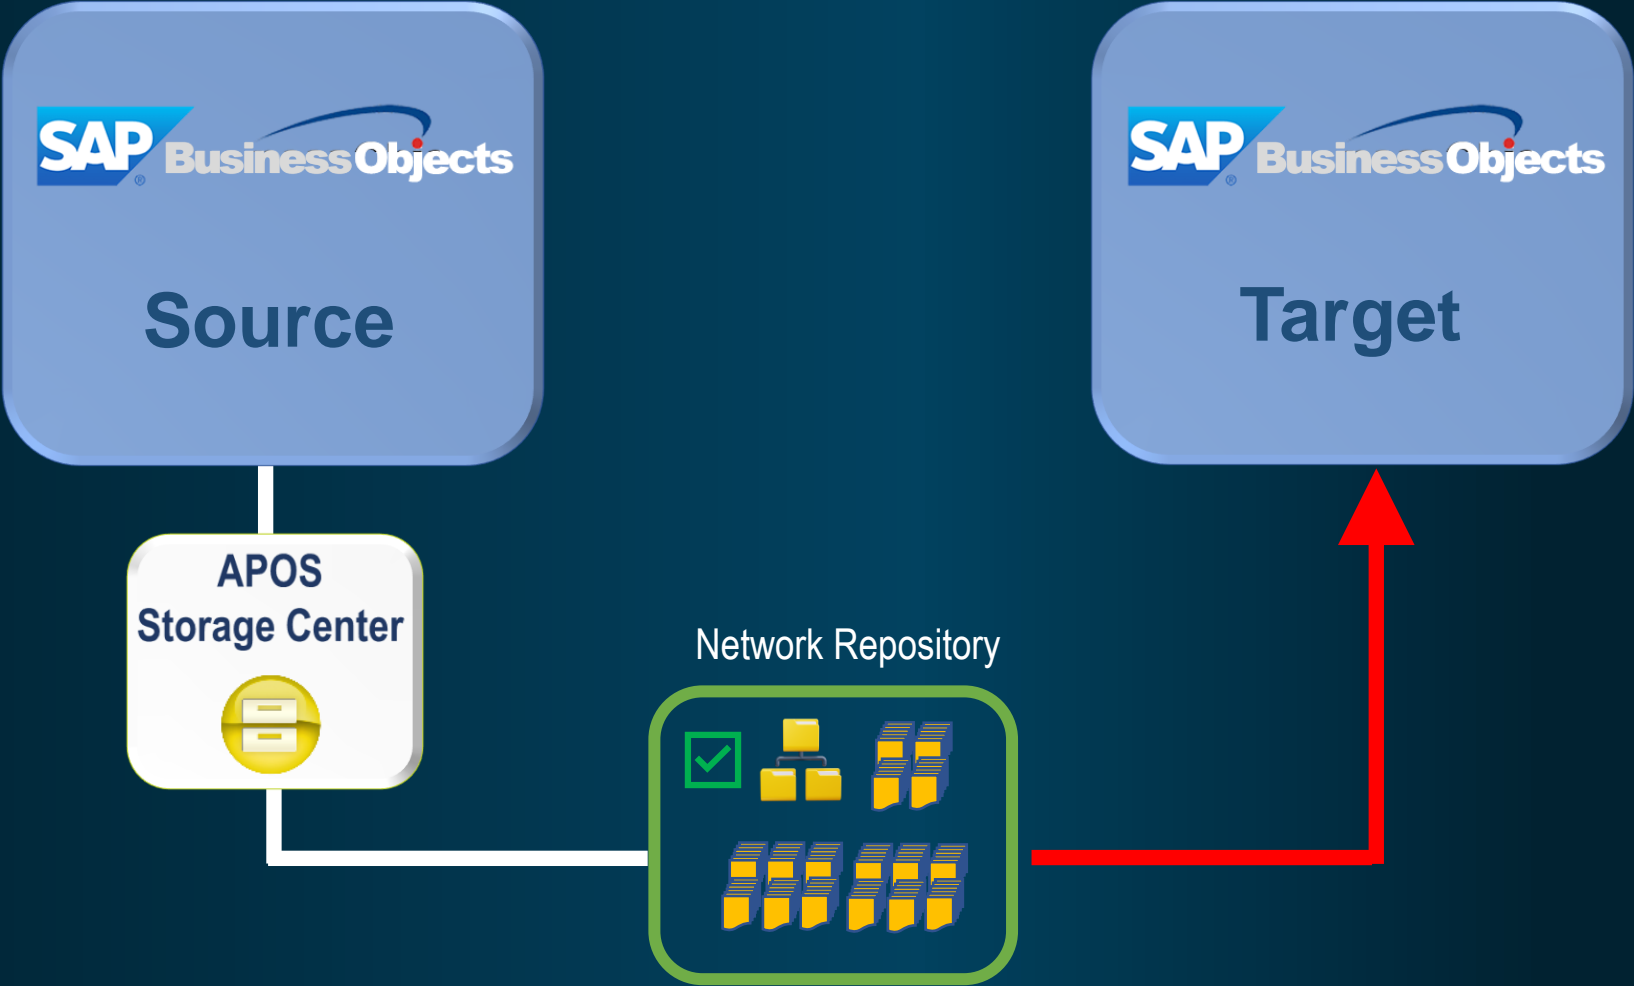 SAP
®
BusinessObjects
Source
SAP
®
BusinessObjects
Target
APOS
Storage Center
Network Repository